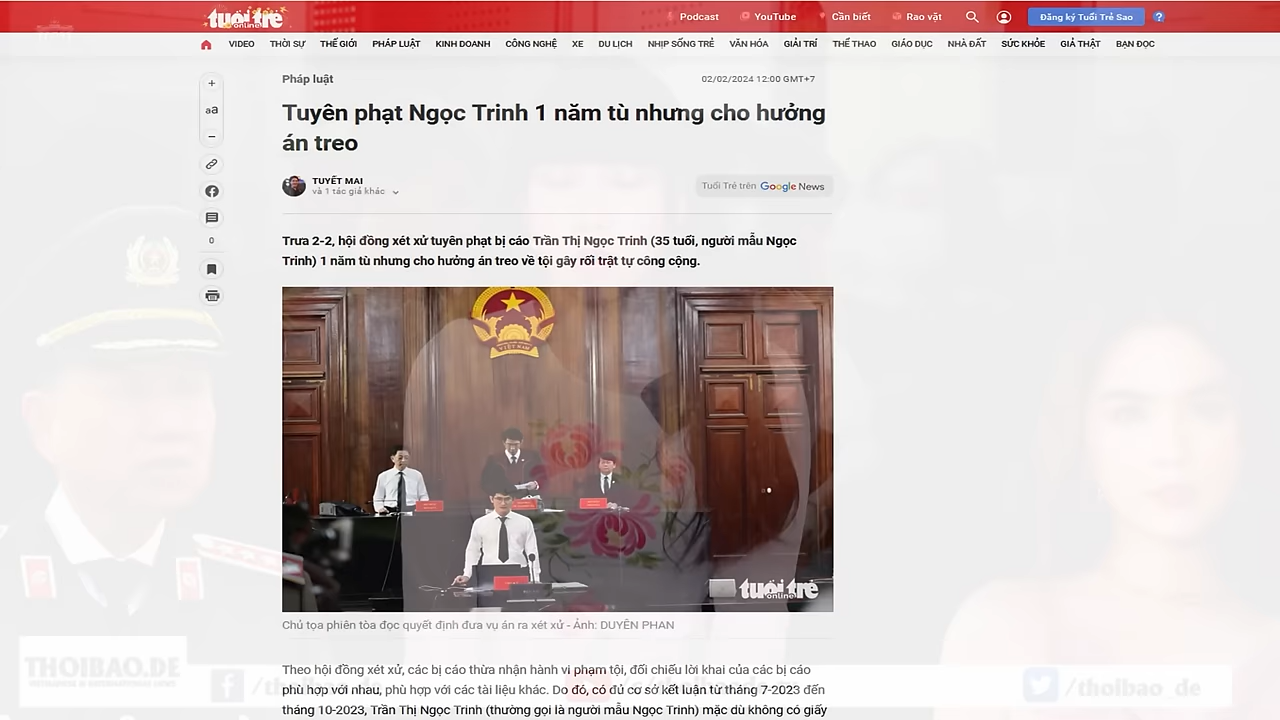 tuổi trẻ
online
Podcast
YouTube
Cần biết
Rao vặt
Đăng ký Tuổi Trẻ Sao
?
VIDEO THỜI SỰ THẾ GIỚI PHÁP LUẬT KINH DOANH CÔNG NGHỆ XE DU LỊCH NHỊP SỐNG TRẺ VĂN HÓA GIẢI TRÍ THỂ THAO GIÁO DỤC NHÀ ĐẤT SỨC KHỎE GIẢ THẬT BẠN ĐỌC
+
aa
−
0
Pháp luật
02/02/2024 12:00 GMT+7
Tuyên phạt Ngọc Trinh 1 năm tù nhưng cho hưởng
án treo
TUYẾT MAI
và 1 tác giả khác
Tuổi Trẻ trên Google News
Trưa 2-2, hội đồng xét xử tuyên phạt bị cáo Trần Thị Ngọc Trinh (35 tuổi, người mẫu Ngọc
Trinh) 1 năm tù nhưng cho hưởng án treo về tội gây rối trật tự công cộng.
VIỆT NAM
tuổi trẻ
online
Chủ tọa phiên tòa đọc quyết định đưa vụ án ra xét xử - Ảnh: DUYÊN PHAN
Theo hội đồng xét xử, các bị cáo thừa nhận hành vi phạm tội, đối chiếu lời khai của các bị cáo
phù hợp với nhau, phù hợp với các tài liệu khác. Do đó, có đủ cơ sở kết luận từ tháng 7-2023 đến
tháng 10-2023, Trần Thị Ngọc Trinh (thường gọi là người mẫu Ngọc Trinh) mặc dù không có giấy
THOIBAO.DE
/thoibao_de